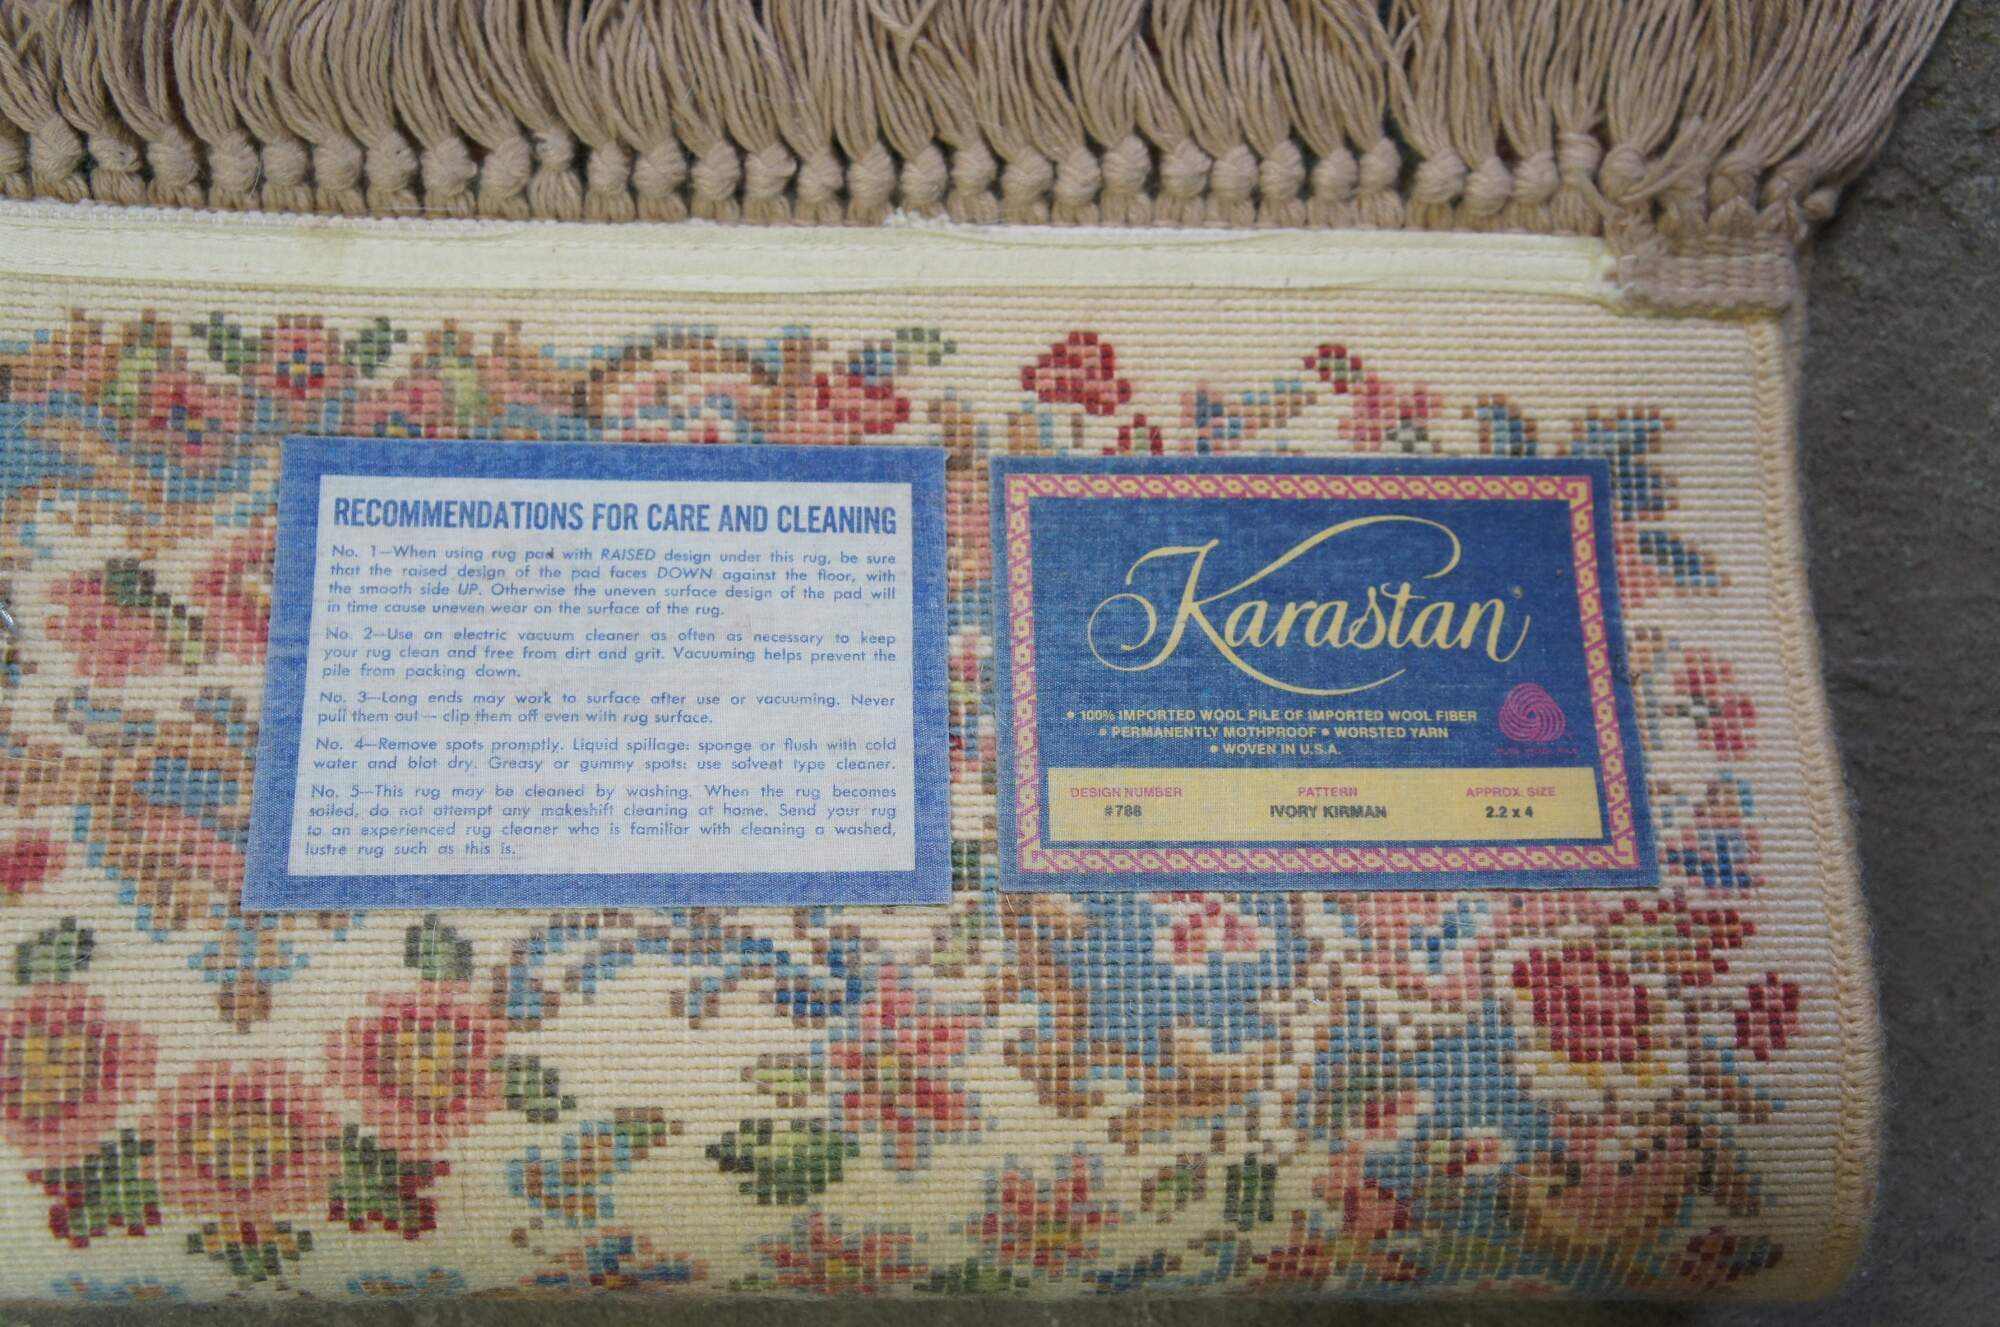 RECOMMENDATIONS FOR CARE AND CLEANING
No. 1—When using rug pad with RAISED design under this rug, be sure
that the raised design of the pad faces DOWN against the floor, with
the smooth side UP. Otherwise the uneven surface design of the pad will
in time cause uneven wear on the surface of the rug.
No. 2—Use an electric vacuum cleaner as often as necessary to keep
your rug clean and free from dirt and grit. Vacuuming helps prevent the
pile from packing down.
No. 3—Long ends may work to surface after use or vacuuming. Never
pull them out — clip them off even with rug surface.
No. 4—Remove spots promptly. Liquid spillage: sponge or flush with cold
water and blot dry. Greasy or gummy spots: use solvent type cleaner.
No. 5—This rug may be cleaned by washing. When the rug becomes
soiled, do not attempt any makeshift cleaning at home. Send your rug
to an experienced rug cleaner who is familiar with cleaning a washed,
lustre rug such as this is.
Karastan®
• 100% IMPORTED WOOL PILE OF IMPORTED WOOL FIBER
• PERMANENTLY MOTHPROOF • WORSTED YARN
• WOVEN IN U.S.A.
DESIGN NUMBER PATTERN APPROX. SIZE
#788 IVORY KIRMAN 2.2 x 4